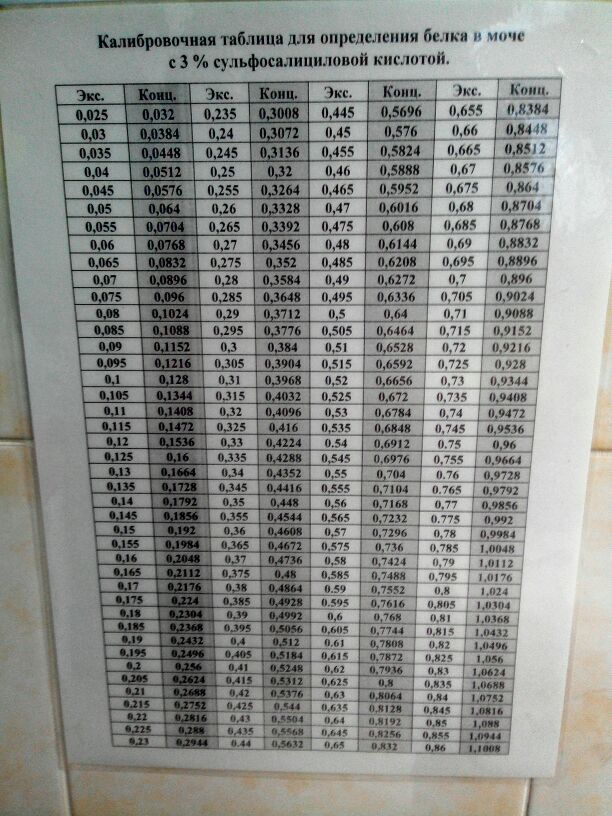 Калибровочная таблица для определения белка в моче
с 3 % сульфосалициловой кислотой.
Экс. Конц. Экс. Конц. Экс. Конц. Экс. Конц.
0,025 0,032 0,235 0,3008 0,445 0,5696 0,655 0,8384
0,03 0,0384 0,24 0,3072 0,45 0,576 0,66 0,8448
0,035 0,0448 0,245 0,3136 0,455 0,5824 0,665 0,8512
0,04 0,0512 0,25 0,32 0,46 0,5888 0,67 0,8576
0,045 0,0576 0,255 0,3264 0,465 0,5952 0,675 0,864
0,05 0,064 0,26 0,3328 0,47 0,6016 0,68 0,8704
0,055 0,0704 0,265 0,3392 0,475 0,608 0,685 0,8768
0,06 0,0768 0,27 0,3456 0,48 0,6144 0,69 0,8832
0,065 0,0832 0,275 0,352 0,485 0,6208 0,695 0,8896
0,07 0,0896 0,28 0,3584 0,49 0,6272 0,7 0,896
0,075 0,096 0,285 0,3648 0,495 0,6336 0,705 0,9024
0,08 0,1024 0,29 0,3712 0,5 0,64 0,71 0,9088
0,085 0,1088 0,295 0,3776 0,505 0,6464 0,715 0,9152
0,09 0,1152 0,3 0,384 0,51 0,6528 0,72 0,9216
0,095 0,1216 0,305 0,3904 0,515 0,6592 0,725 0,928
0,1 0,128 0,31 0,3968 0,52 0,6656 0,73 0,9344
0,105 0,1344 0,315 0,4032 0,525 0,672 0,735 0,9408
0,11 0,1408 0,32 0,4096 0,53 0,6784 0,74 0,9472
0,115 0,1472 0,325 0,416 0,535 0,6848 0,745 0,9536
0,12 0,1536 0,33 0,4224 0.54 0,6912 0.75 0,96
0,125 0,16 0,335 0,4288 0,545 0,6976 0,755 0,9664
0,13 0,1664 0,34 0,4352 0,55 0,704 0.76 0,9728
0,135 0,1728 0,345 0,4416 0,555 0,7104 0.765 0,9792
0,14 0,1792 0,35 0,448 0,56 0,7168 0,77 0,9856
0,145 0,1856 0,355 0,4544 0,565 0,7232 0.775 0,992
0,15 0,192 0,36 0,4608 0,57 0,7296 0,78 0,9984
0,155 0,1984 0,365 0,4672 0,575 0,736 0,785 1,0048
0,16 0,2048 0,37 0,4736 0,58 0,7424 0,79 1,0112
0,165 0,2112 0,375 0,48 0,585 0,7488 0,795 1,0176
0,17 0,2176 0,38 0,4864 0.59 0,7552 0,8 1,024
0,175 0,224 0,385 0,4928 0.595 0,7616 0,805 1,0304
0,18 0,2304 0,39 0,4992 0,6 0,768 0,81 1,0368
0,185 0,2368 0,395 0,5056 0,605 0,7744 0,815 1,0432
0,19 0,2432 0,4 0,512 0.61 0,7808 0,82 1,0496
0,195 0,2496 0,405 0,5184 0,615 0,7872 0,825 1,056
0,2 0,256 0,41 0,5248 0,62 0,7936 0,83 1,0624
0,205 0,2624 0,415 0,5312 0,625 0,8 0,835 1,0688
0,21 0,2688 0,42 0,5376 0,63 0,8064 0,84 1,0752
0,215 0,2752 0,425 0,544 0,635 0,8128 0,845 1,0816
0,22 0,2816 0,43 0,5504 0,64 0,8192 0,85 1,088
0,225 0,288 0,435 0,5568 0,645 0,8256 0,855 1,0944
0,23 0,2944 0.44 0,5632 0,65 0,832 0,86 1,1008